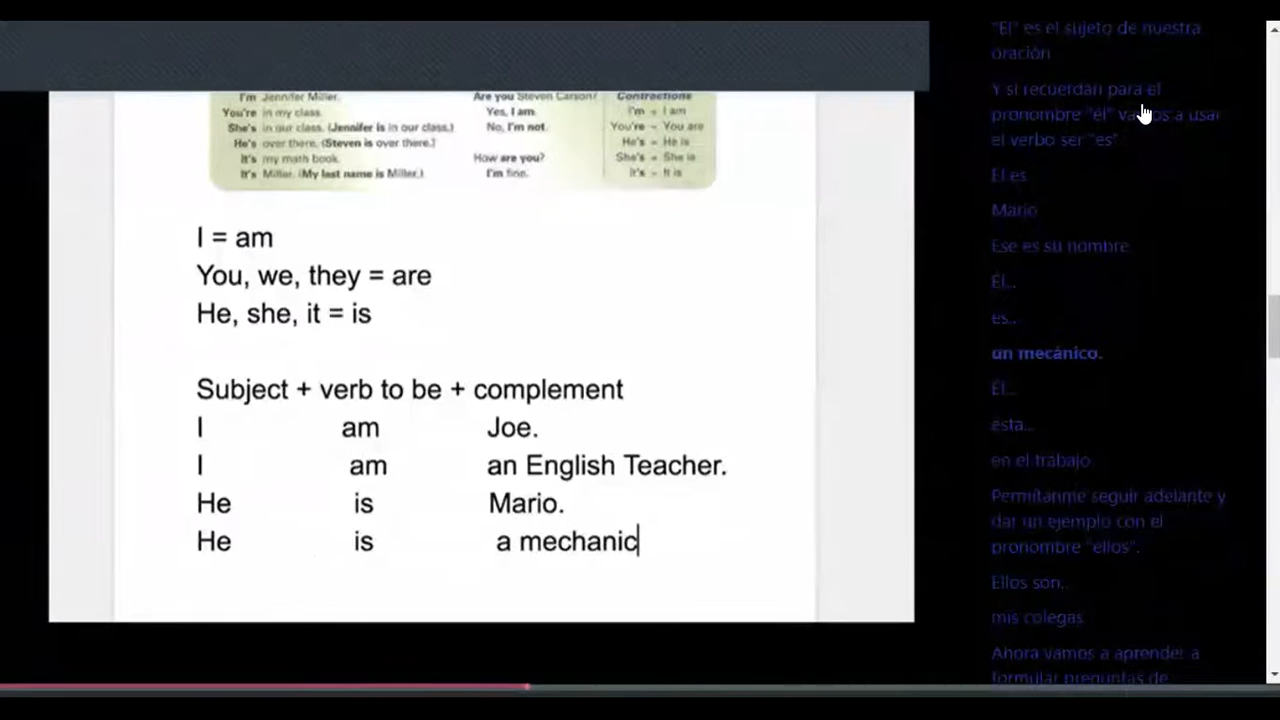 I'm Jennifer Miller.
You're in my class.
She's in our class. (Jennifer is in our class.)
He's over there. (Steven is over there.)
It's my math book.
It's Miller. (My last name is Miller.)
Are you Steven Carson?
Yes, I am.
No, I'm not.
How are you?
I'm fine.
Contractions
I'm = I am
You're = You are
He's = He is
She's = She is
It's = It is
I = am
You, we, they = are
He, she, it = is
Subject + verb to be + complement
I am Joe.
I am an English Teacher.
He is Mario.
He is a mechanic
"Él" es el sujeto de nuestra
oración
Y si recuerdan para el
pronombre "él" vamos a usar
el verbo ser "es"
Él es
Mario
Ese es su nombre
Él...
es...
un mecánico.
Él...
esta...
en el trabajo
Permítanme seguir adelante y
dar un ejemplo con el
pronombre "ellos".
Ellos son..
mis colegas
Ahora vamos a aprender a
formular preguntas de